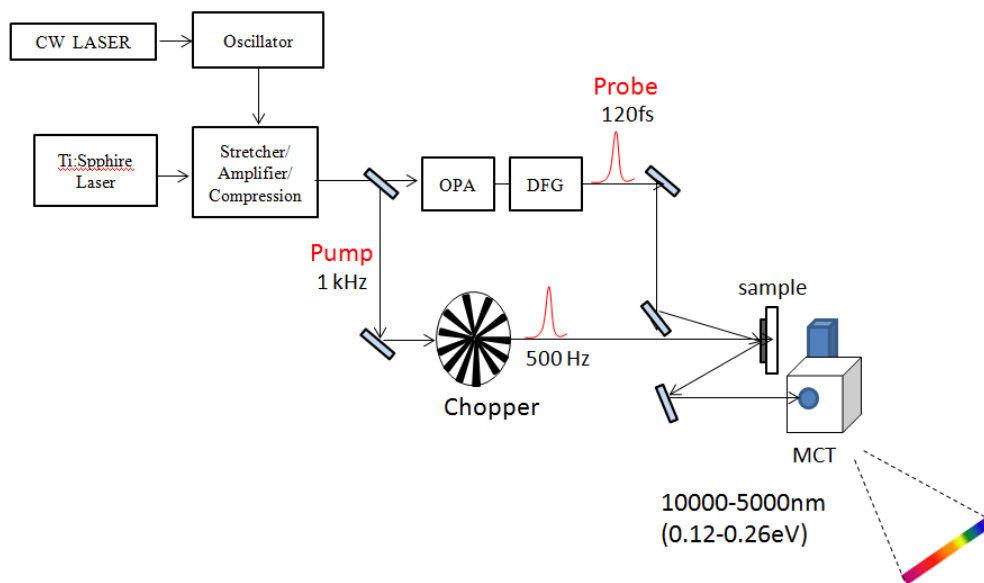 CW LASER
Oscillator
Probe
120fs
Ti:Spphire
Laser
Stretcher/
Amplifier/
Compression
OPA
DFG
Pump
1 kHz
sample
500 Hz
Chopper
MCT
10000-5000nm
(0.12-0.26eV)